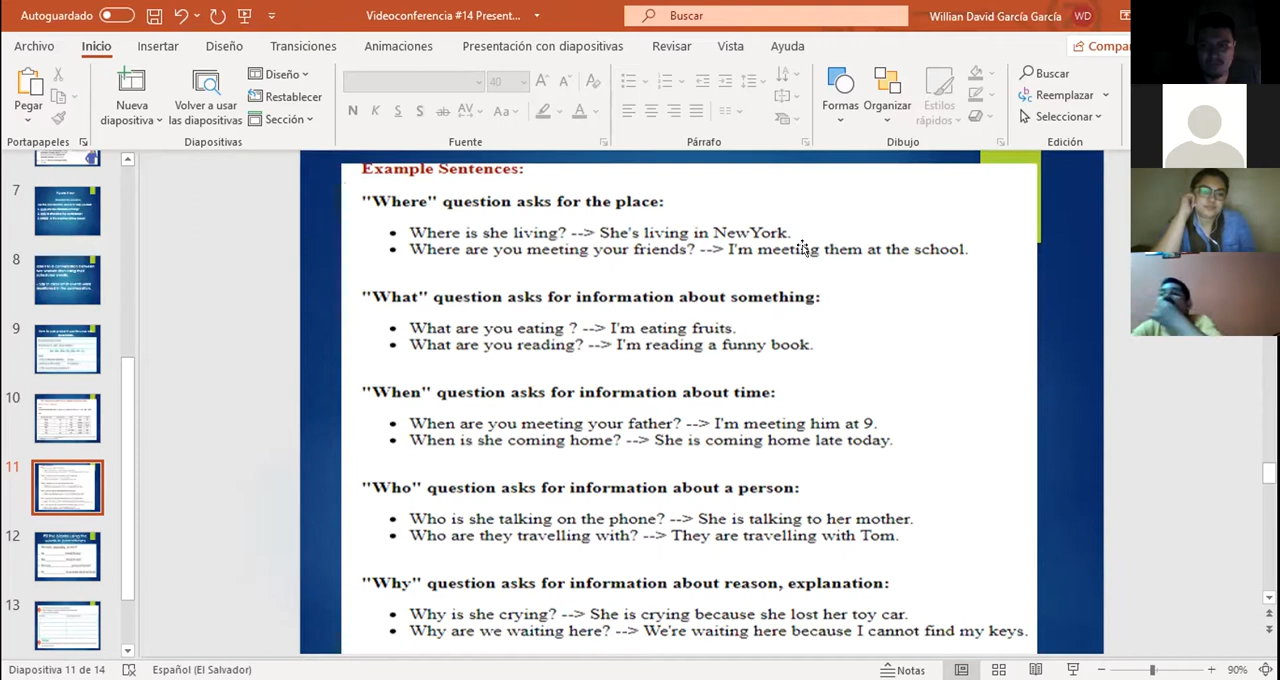 Autoguardado
Videoconferencia #14 Present...
Buscar
Willian David García García
WD
Archivo
Inicio
Insertar
Diseño
Transiciones
Animaciones
Presentación con diapositivas
Revisar
Vista
Ayuda
Compar
Pegar
Nueva diapositiva
Volver a usar las diapositivas
Diseño
Restablecer
Sección
40
N K S S ab AV Aa A
Formas
Organizar
Estilos rápidos
Buscar
Reemplazar
Seleccionar
Portapapeles
Diapositivas
Fuente
Párrafo
Dibujo
Edición
7
8
9
10
11
12
13
Example Sentences:
"Where" question asks for the place:
• Where is she living? --> She's living in NewYork.
• Where are you meeting your friends? --> I'm meeting them at the school.
"What" question asks for information about something:
• What are you eating ? --> I'm eating fruits.
• What are you reading? --> I'm reading a funny book.
"When" question asks for information about time:
• When are you meeting your father? --> I'm meeting him at 9.
• When is she coming home? --> She is coming home late today.
"Who" question asks for information about a person:
• Who is she talking on the phone? --> She is talking to her mother.
• Who are they travelling with? --> They are travelling with Tom.
"Why" question asks for information about reason, explanation:
• Why is she crying? --> She is crying because she lost her toy car.
• Why are we waiting here? --> We're waiting here because I cannot find my keys.
Diapositiva 11 de 14
Español (El Salvador)
Notas
90%